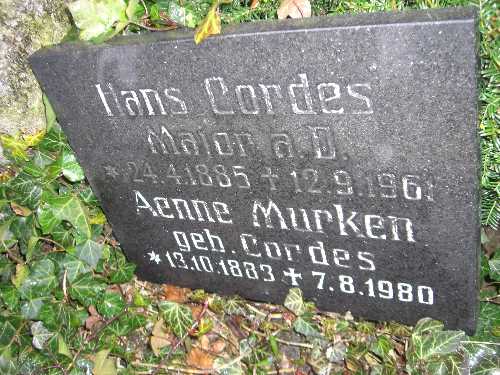 Hans Cordes
Major a. D.
* 24.4.1885 + 12.9.1961
Aenne Murken
geb. Cordes
* 13.10.1883 + 7.8.1980